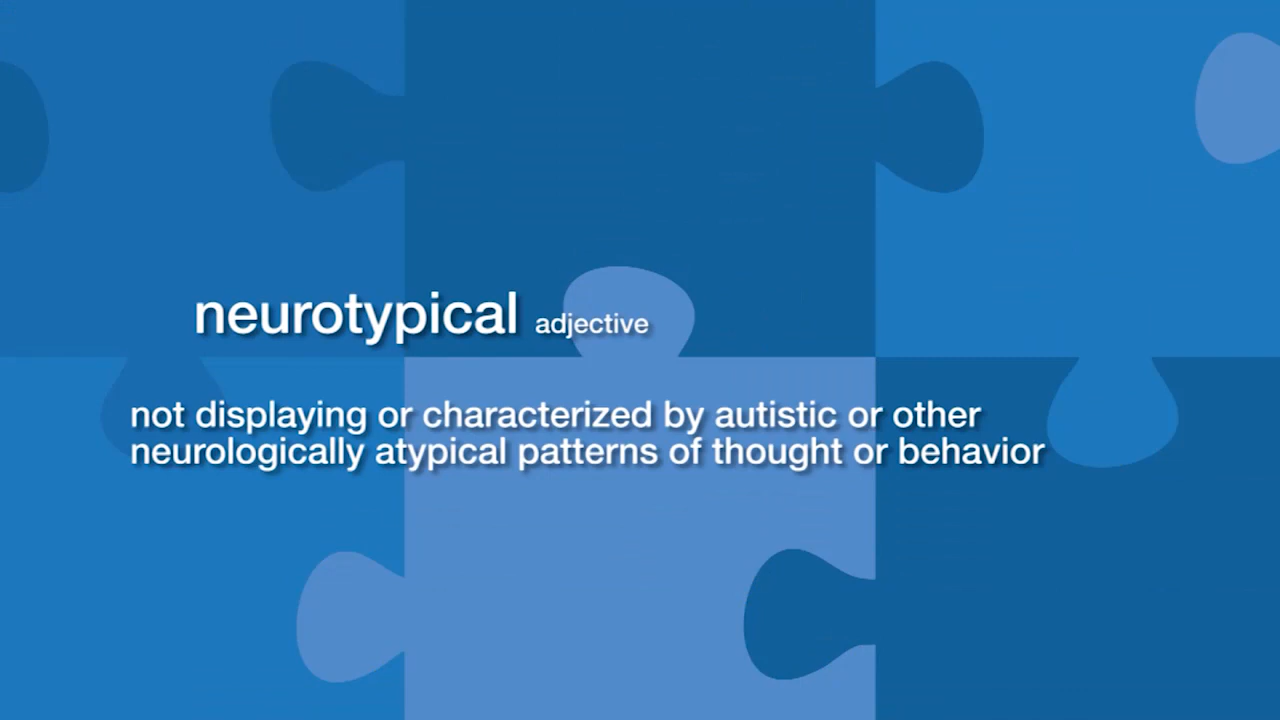 neurotypical adjective
not displaying or characterized by autistic or other
neurologically atypical patterns of thought or behavior